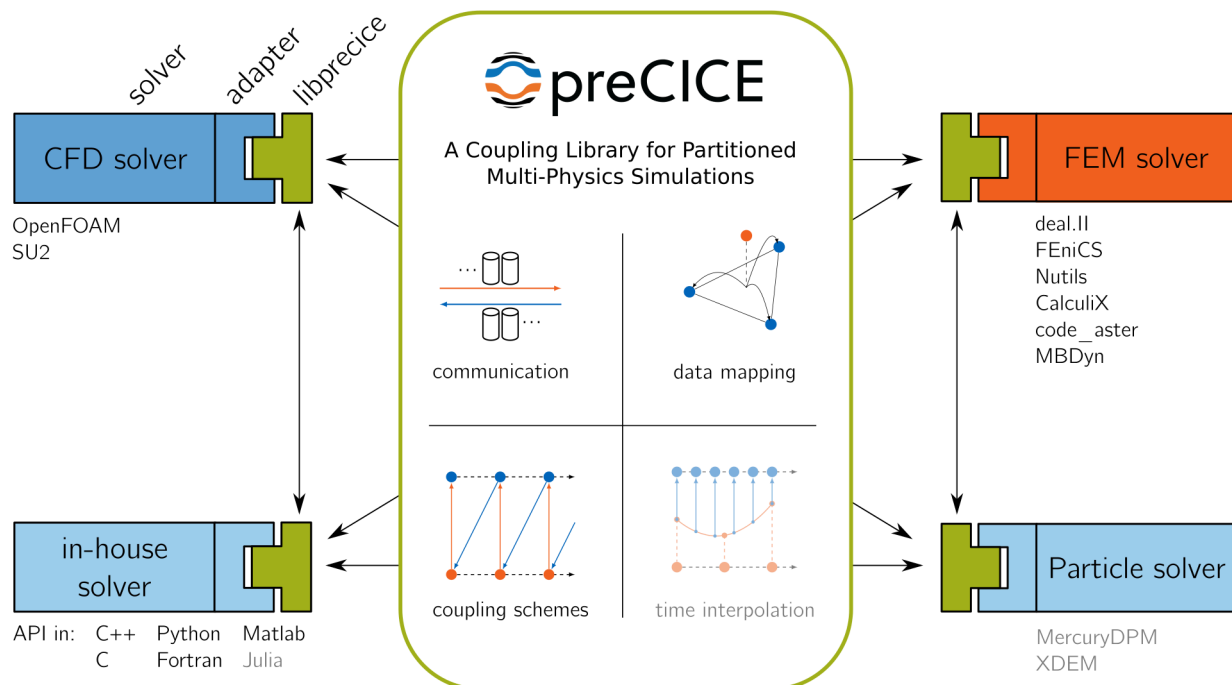 solver
adapter
libprecice
preCICE
A Coupling Library for Partitioned
Multi-Physics Simulations
CFD solver
OpenFOAM
SU2
FEM solver
deal.II
FEniCS
Nutils
CalculiX
code_aster
MBDyn
...
...
communication
data mapping
coupling schemes
time interpolation
in-house
solver
API in: C++ Python Matlab
C Fortran Julia
Particle solver
MercuryDPM
XDEM